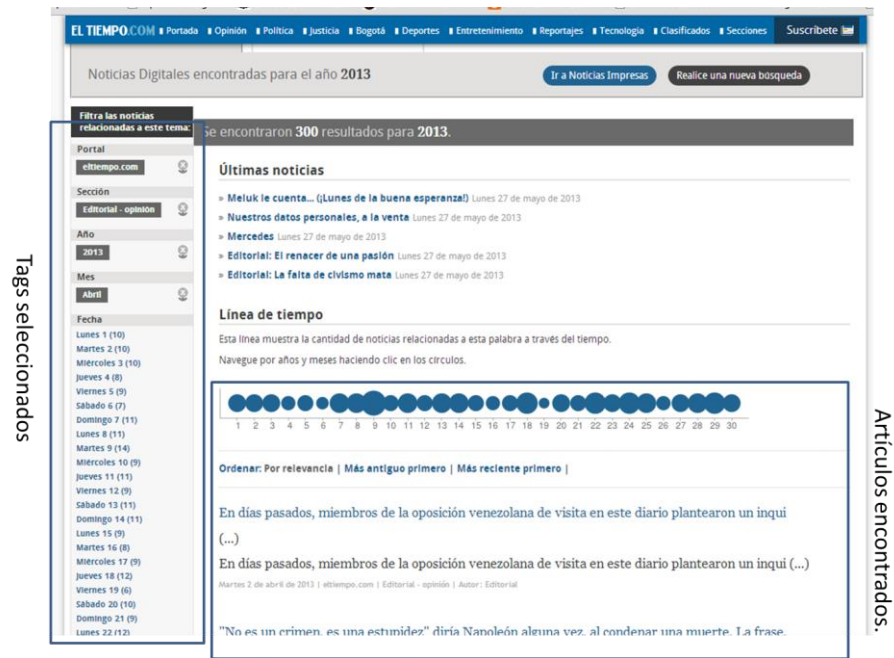 EL TIEMPO.COM Portada Opinión Política Justicia Bogotá Deportes Entretenimiento Reportajes Tecnología Clasificados Secciones Suscríbete
Noticias Digitales encontradas para el año 2013
Ir a Noticias Impresas
Realice una nueva búsqueda
Tags seleccionados
Filtra las noticias
relacionadas a este tema:
Portal
eltiempo.com
Sección
Editorial - opinión
Año
2013
Mes
Abril
Fecha
Lunes 1 (10)
Martes 2 (10)
Miércoles 3 (10)
Jueves 4 (8)
Viernes 5 (9)
Sábado 6 (7)
Domingo 7 (11)
Lunes 8 (11)
Martes 9 (14)
Miércoles 10 (9)
Jueves 11 (11)
Viernes 12 (9)
Sábado 13 (11)
Domingo 14 (11)
Lunes 15 (9)
Martes 16 (8)
Miércoles 17 (9)
Jueves 18 (12)
Viernes 19 (6)
Sábado 20 (10)
Domingo 21 (9)
Lunes 22 (12)
Se encontraron 300 resultados para 2013.
Últimas noticias
» Meluk le cuenta... (¡Lunes de la buena esperanza!) Lunes 27 de mayo de 2013
» Nuestros datos personales, a la venta Lunes 27 de mayo de 2013
» Mercedes Lunes 27 de mayo de 2013
» Editorial: El renacer de una pasión Lunes 27 de mayo de 2013
» Editorial: La falta de civismo mata Lunes 27 de mayo de 2013
Línea de tiempo
Esta línea muestra la cantidad de noticias relacionadas a esta palabra a través del tiempo.
Navegue por años y meses haciendo clic en los círculos.
1 2 3 4 5 6 7 8 9 10 11 12 13 14 15 16 17 18 19 20 21 22 23 24 25 26 27 28 29 30
Ordenar: Por relevancia | Más antiguo primero | Más reciente primero |
En días pasados, miembros de la oposición venezolana de visita en este diario plantearon un inqui
(...)
En días pasados, miembros de la oposición venezolana de visita en este diario plantearon un inqui (...)
Martes 2 de abril de 2013 | eltiempo.com | Editorial - opinión | Autor: Editorial
"No es un crimen, es una estupidez" diría Napoleón alguna vez, al condenar una muerte. La frase,
Artículos encontrados.